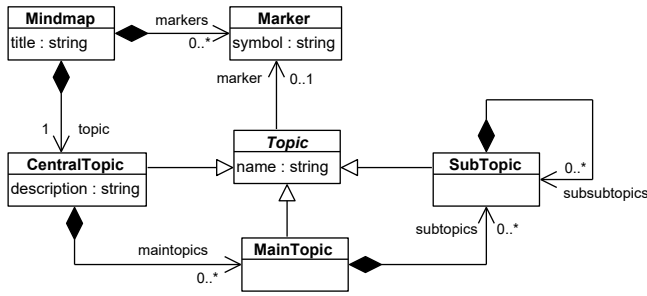 Mindmap
title : string
markers
0..*
Marker
symbol : string
marker
0..1
1
topic
Topic
name : string
CentralTopic
description : string
SubTopic
0..*
subsubtopics
maintopics
0..*
MainTopic
subtopics
0..*